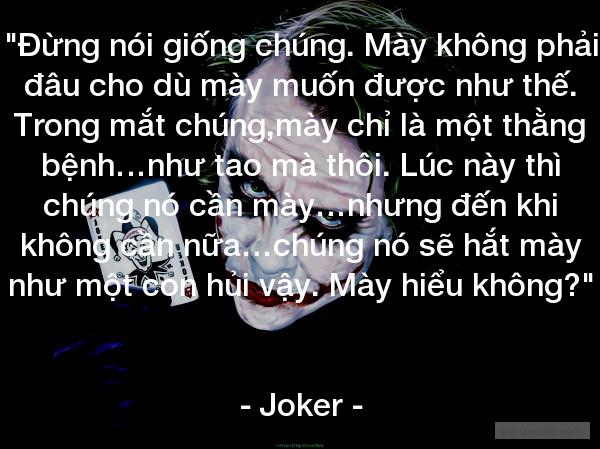 "Đừng nói giống chúng. Mày không phải
đâu cho dù mày muốn được như thế.
Trong mắt chúng,mày chỉ là một thằng
bệnh...như tao mà thôi. Lúc này thì
chúng nó cần mày...nhưng đến khi
không cần nữa...chúng nó sẽ hắt mày
như một con hủi vậy. Mày hiểu không?"
- Joker -